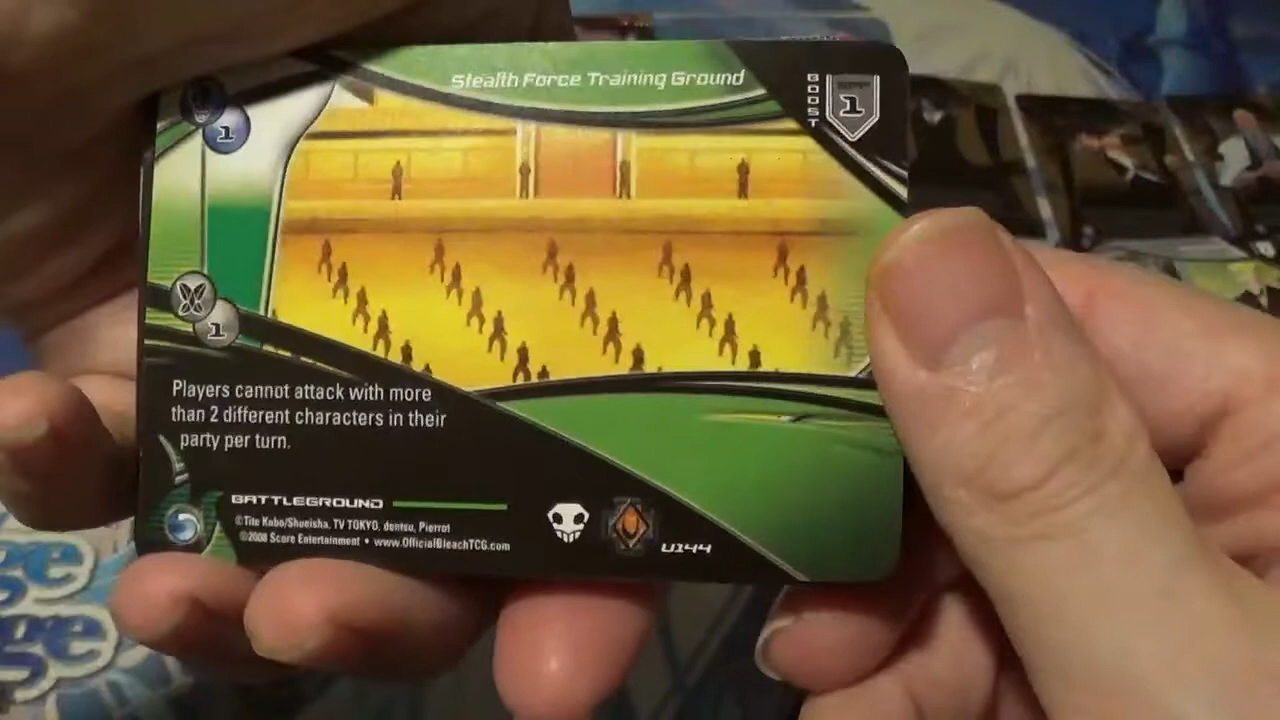 Stealth Force Training Ground
BOOST
1
1
1
Players cannot attack with more
than 2 different characters in their
party per turn.
BATTLEGROUND
©Tite Kubo/Shueisha, TV TOKYO, dentsu, Pierrot
©2008 Score Entertainment • www.OfficialBleachTCG.com
U144